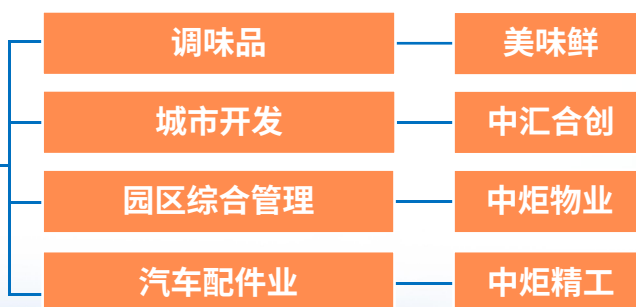 调味品
美味鲜
城市开发
中汇合创
园区综合管理
中炬物业
汽车配件业
中炬精工